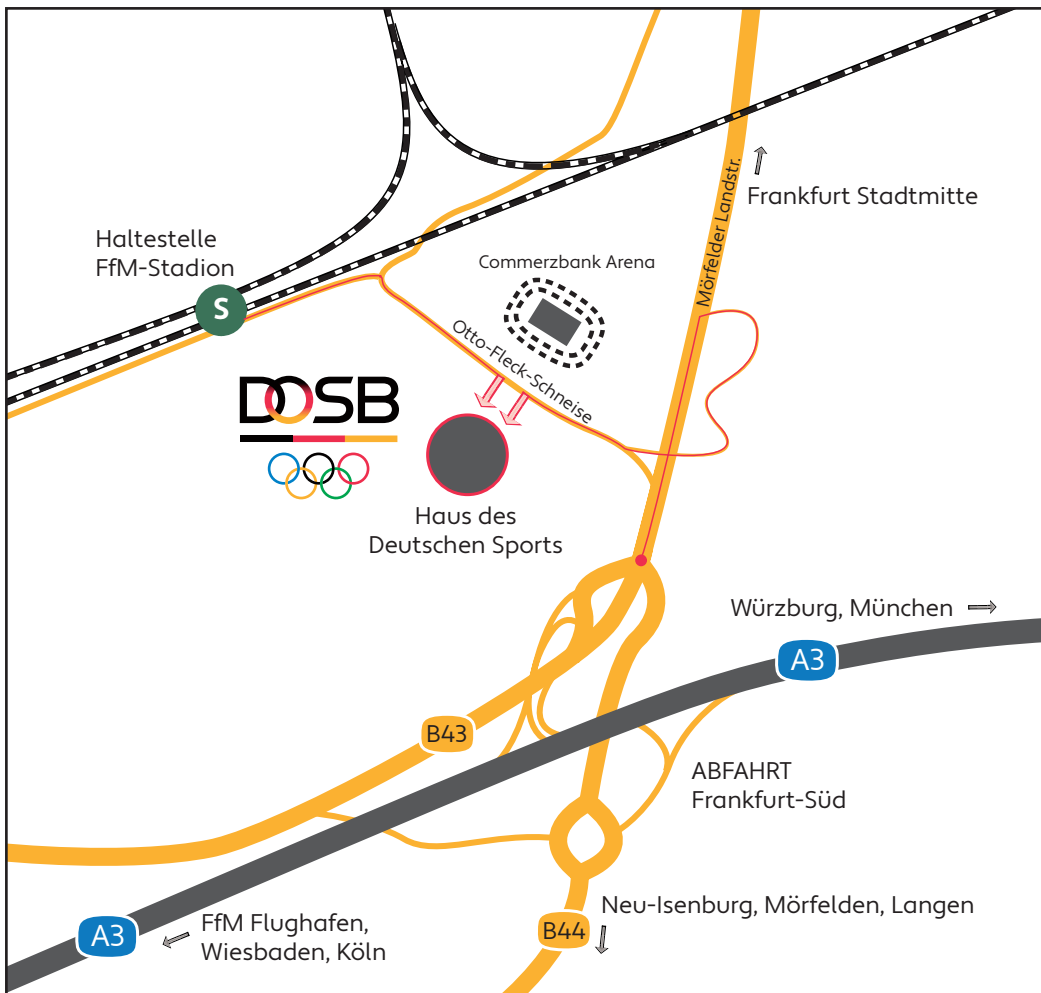 Mörfelder Landstr.
Frankfurt Stadtmitte
Haltestelle
FfM-Stadion
S
Commerzbank Arena
Otto-Fleck-Schneise
DOSB
Haus des
Deutschen Sports
Würzburg, München
A3
B43
ABFAHRT
Frankfurt-Süd
A3
FfM Flughafen,
Wiesbaden, Köln
Neu-Isenburg, Mörfelden, Langen
B44